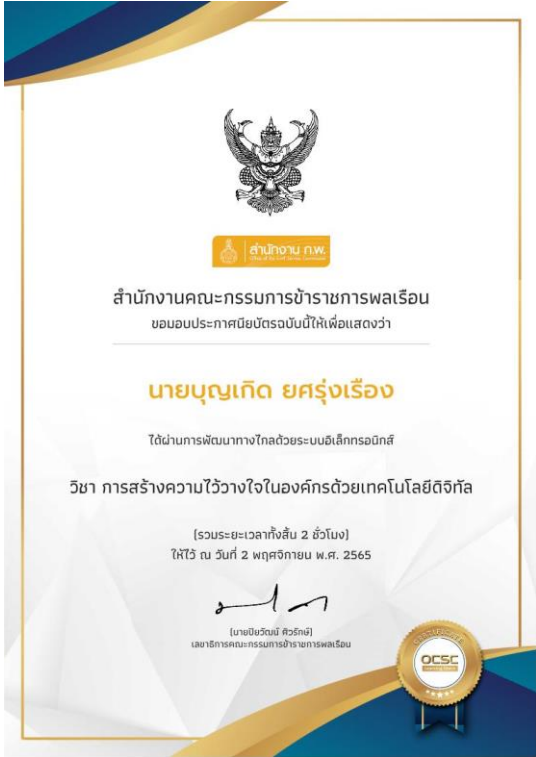 สำนักงาน ก.พ.
Office of the Civil Service Commission
สำนักงานคณะกรรมการข้าราชการพลเรือน
ขอมอบประกาศนียบัตรฉบับนี้ให้เพื่อแสดงว่า
นายบุญเกิด ยศรุ่งเรือง
ได้ผ่านการพัฒนาทางไกลด้วยระบบอิเล็กทรอนิกส์
วิชา การสร้างความไว้วางใจในองค์กรด้วยเทคโนโลยีดิจิทัล
(รวมระยะเวลาทั้งสิ้น 2 ชั่วโมง)
ให้ไว้ ณ วันที่ 2 พฤศจิกายน พ.ศ. 2565
(นายปิยวัฒน์ ศิวรักษ์)
เลขาธิการคณะกรรมการข้าราชการพลเรือน
CERTIFICATE
OCSC